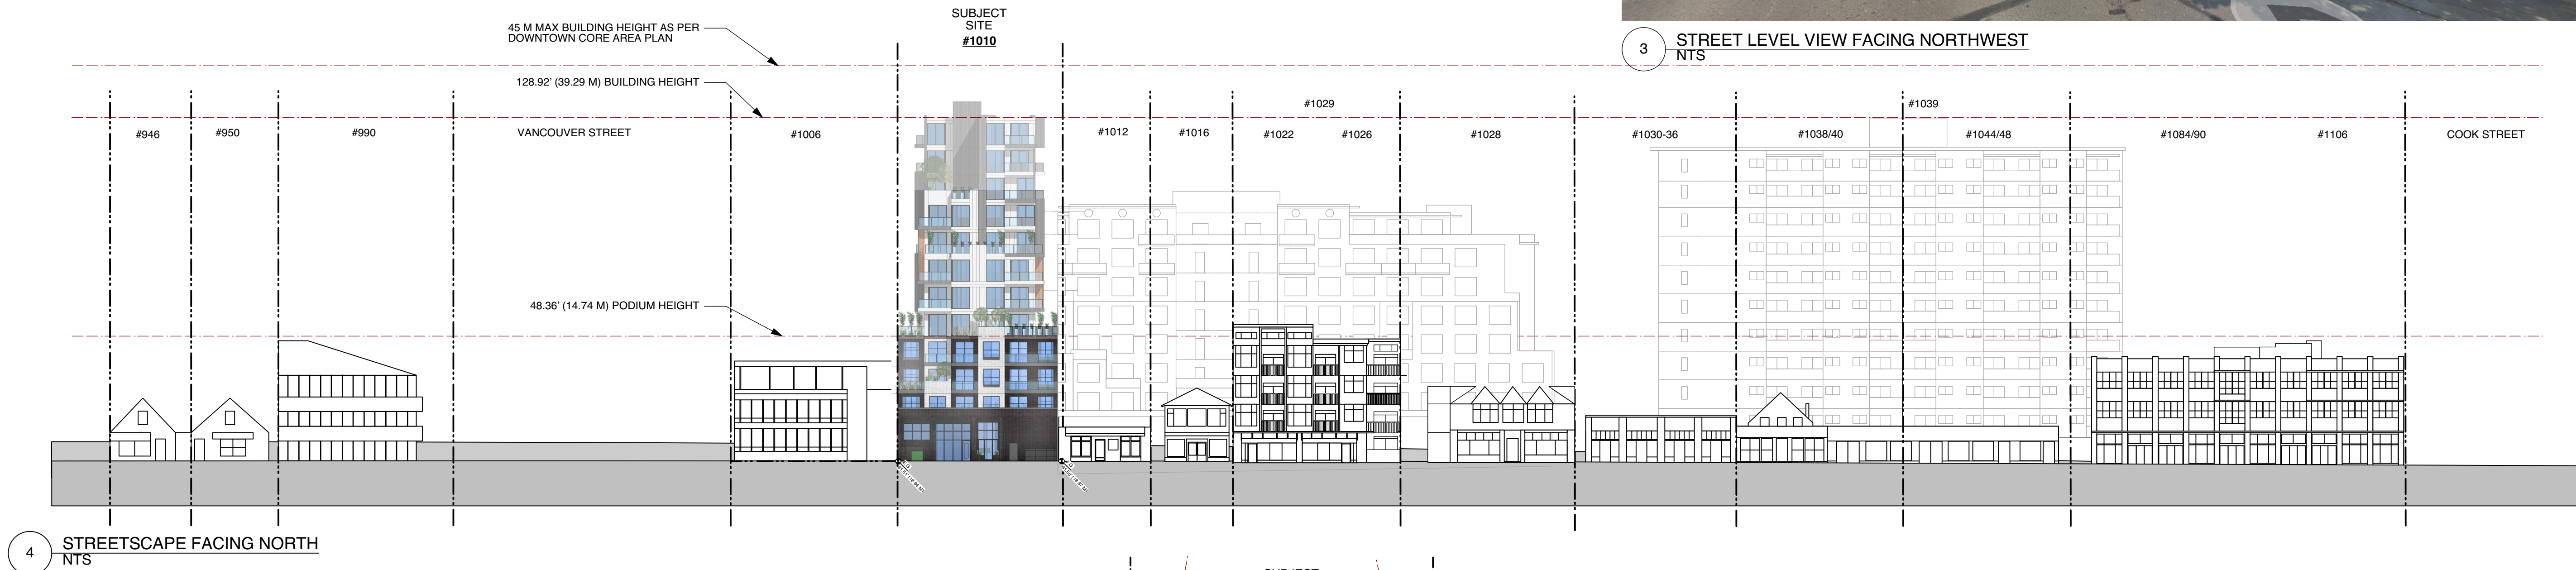 SUBJECT
SITE
#1010
45 M MAX BUILDING HEIGHT AS PER
DOWNTOWN CORE AREA PLAN
3
STREET LEVEL VIEW FACING NORTHWEST
NTS
128.92' (39.29 M) BUILDING HEIGHT
#1029
#1039
#946
#950
#990
VANCOUVER STREET
#1006
#1012
#1016
#1022
#1026
#1028
#1030-36
#1038/40
#1044/48
#1084/90
#1106
COOK STREET
48.36' (14.74 M) PODIUM HEIGHT
4
STREETSCAPE FACING NORTH
NTS